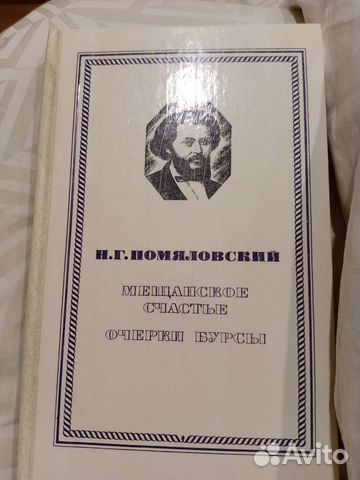 Н.Г.ПОМЯЛОВСКИЙ
МЕЩАНСКОЕ
СЧАСТЬЕ
ОЧЕРКИ БУРСЫ
Avito